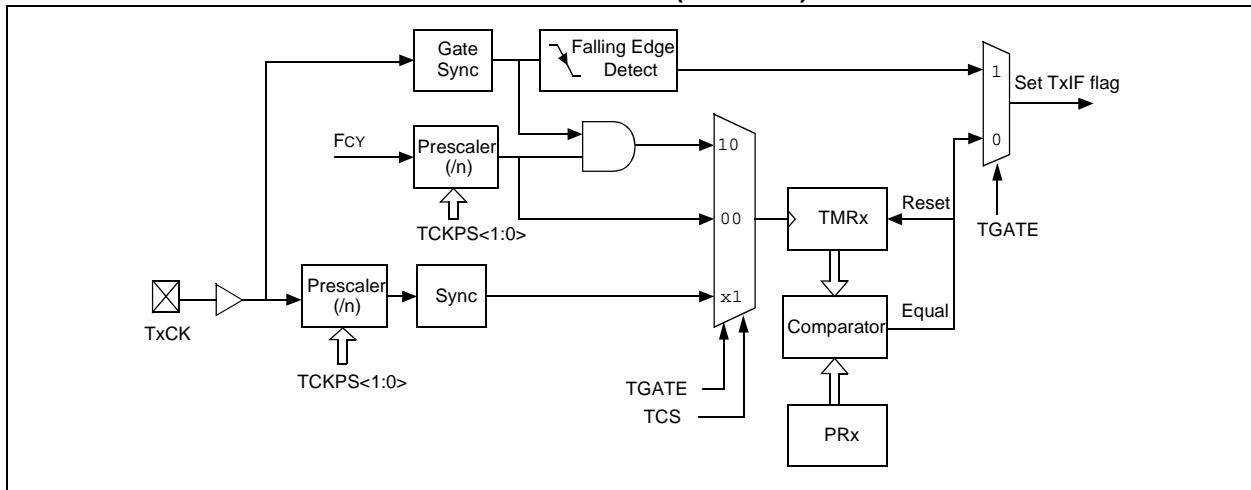 Gate
Sync
Falling Edge
Detect
1
Set TxIF flag
FCY
Prescaler
(/n)
10
0
00
TMRx
Reset
TGATE
TCKPS<1:0>
Prescaler
(/n)
Sync
x1
TxCK
Comparator
Equal
TCKPS<1:0>
TGATE
TCS
PRx